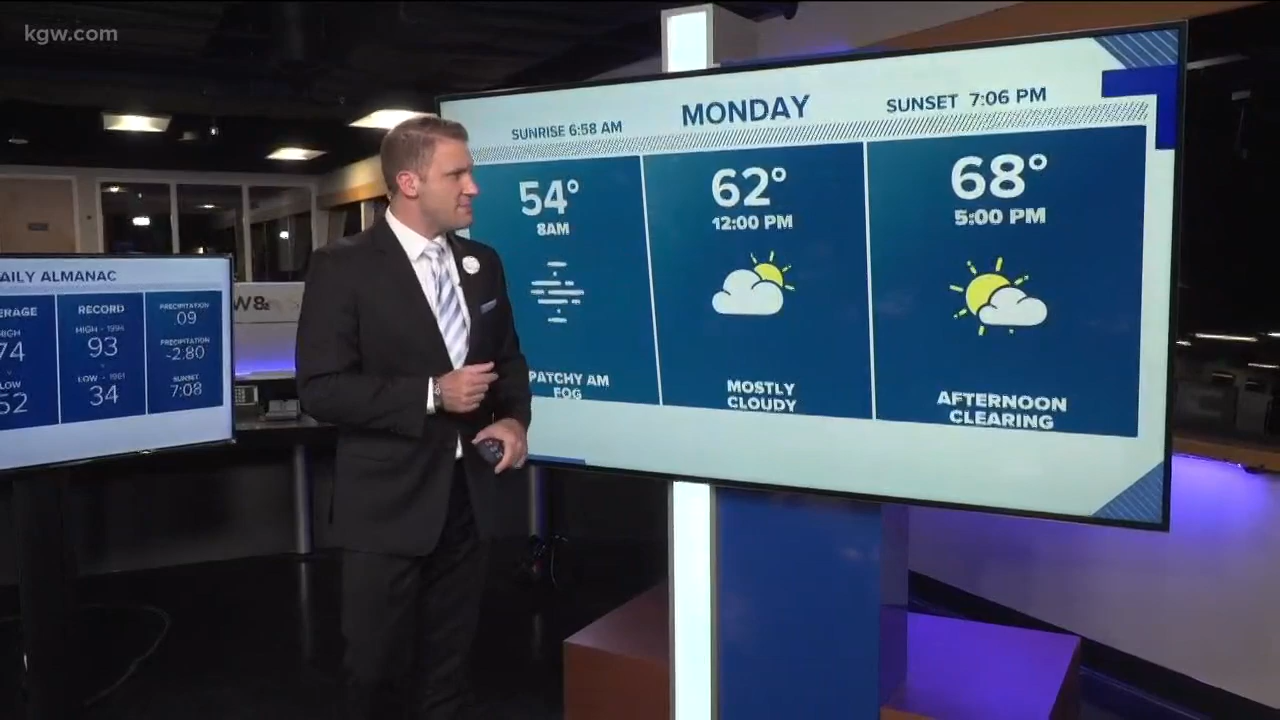 kgw.com
SUNRISE 6:58 AM
MONDAY
SUNSET 7:06 PM
54°
8AM
PATCHY AM
FOG
62°
12:00 PM
MOSTLY
CLOUDY
68°
5:00 PM
AFTERNOON
CLEARING
AILY ALMANAC
ERAGE
74
LOW
52
RECORD
HIGH - 1994
93
LOW - 1961
34
PRECIPITATION
.09
PRECIPITATION
-2.80
SUNSET
7:08
W8